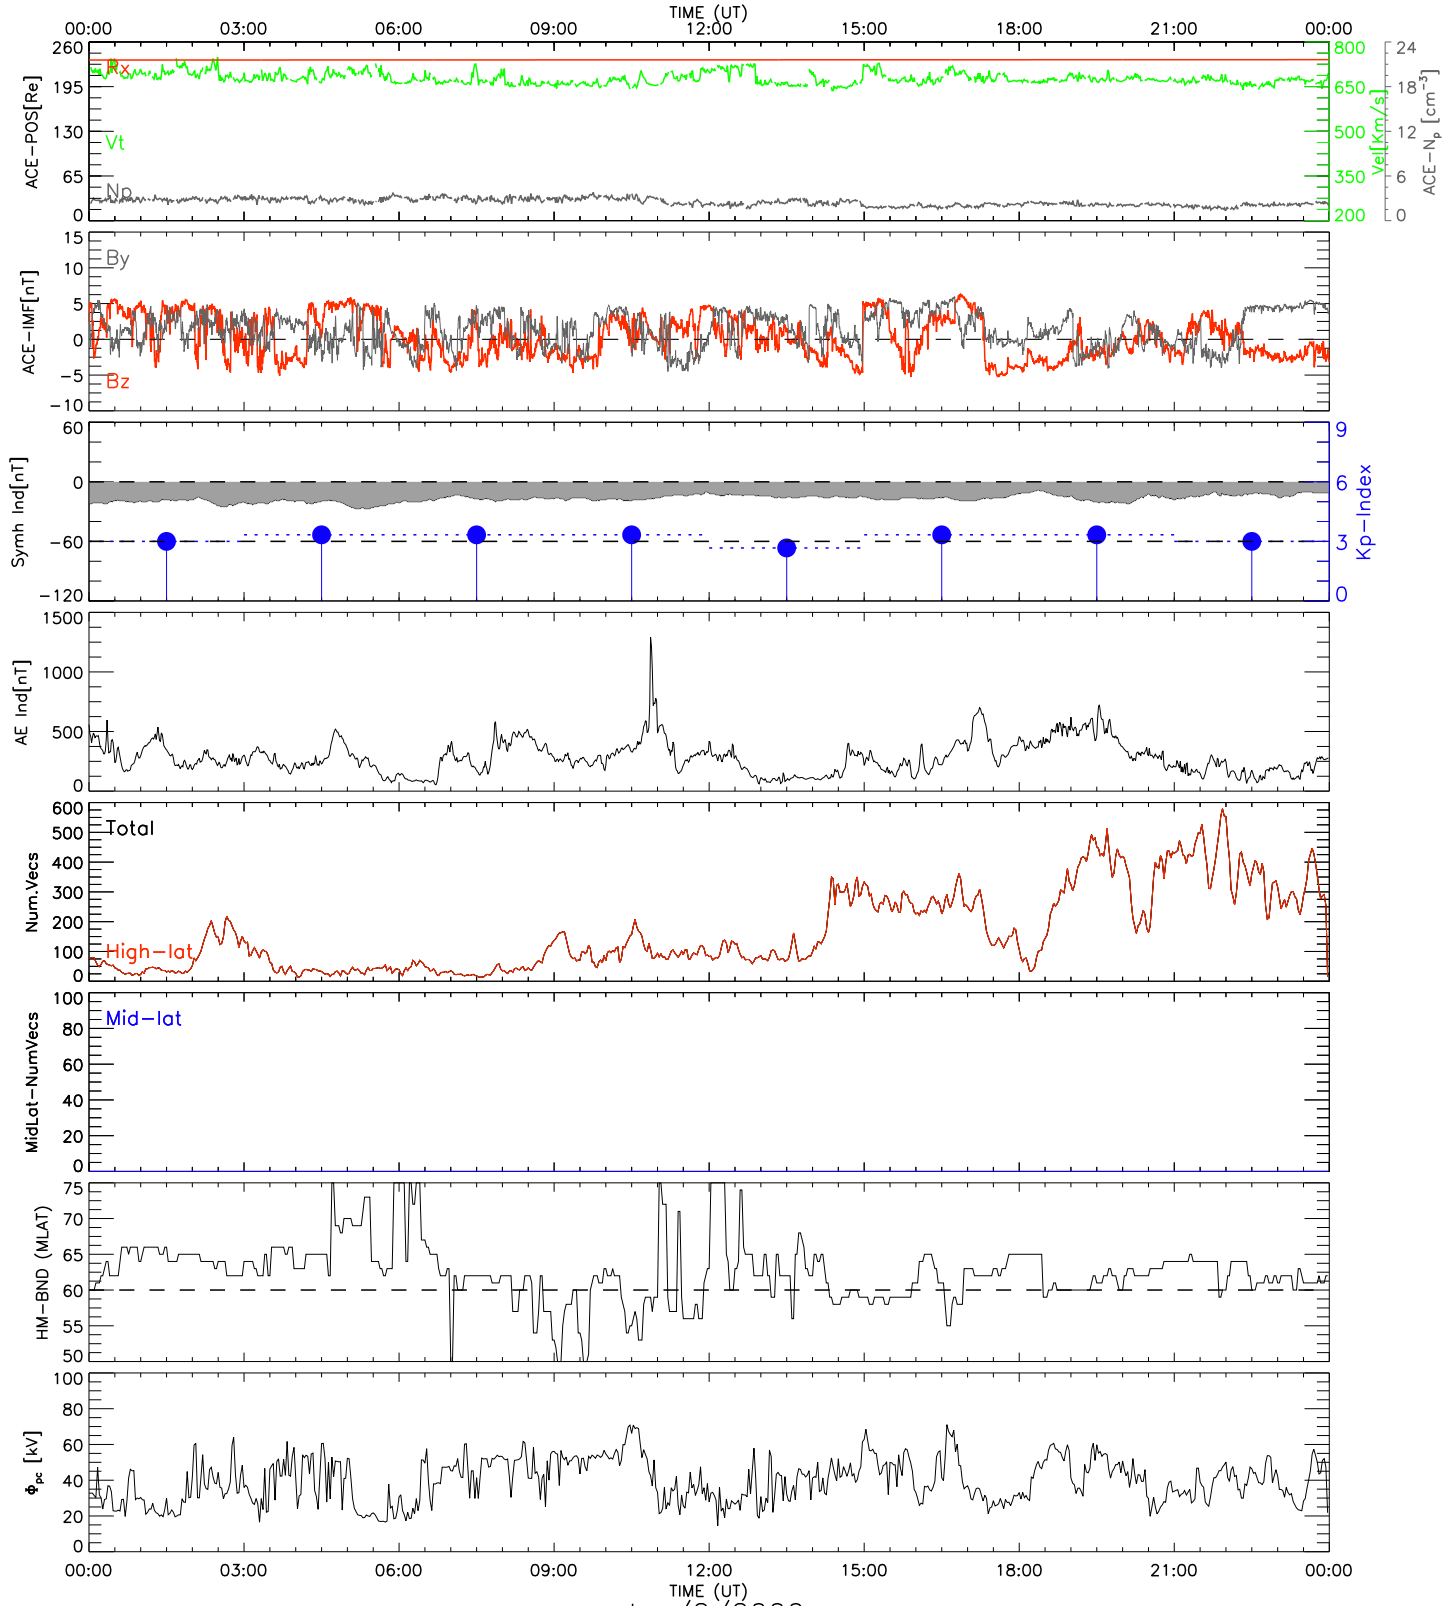 TIME (UT)
00:00 03:00 06:00 09:00 12:00 15:00 18:00 21:00 00:00
ACE-POS[Re]
260
195
130
65
0
Rx
Vt
Np
800
650
500
350
200
Vel[Km/s]
24
18
12
6
0
ACE-Np [cm-3]
ACE-IMF[nT]
15
10
5
0
-5
-10
By
Bz
Symh Ind[nT]
60
0
-60
-120
9
6
3
0
Kp-Index
AE Ind[nT]
1500
1000
500
0
Num.Vecs
600
500
400
300
200
100
0
Total
High-lat
MidLat-NumVecs
100
80
60
40
20
0
Mid-lat
HM-BND (MLAT)
75
70
65
60
55
50
Φpc [kV]
100
80
60
40
20
0
00:00 03:00 06:00 09:00 12:00 15:00 18:00 21:00 00:00
TIME (UT)